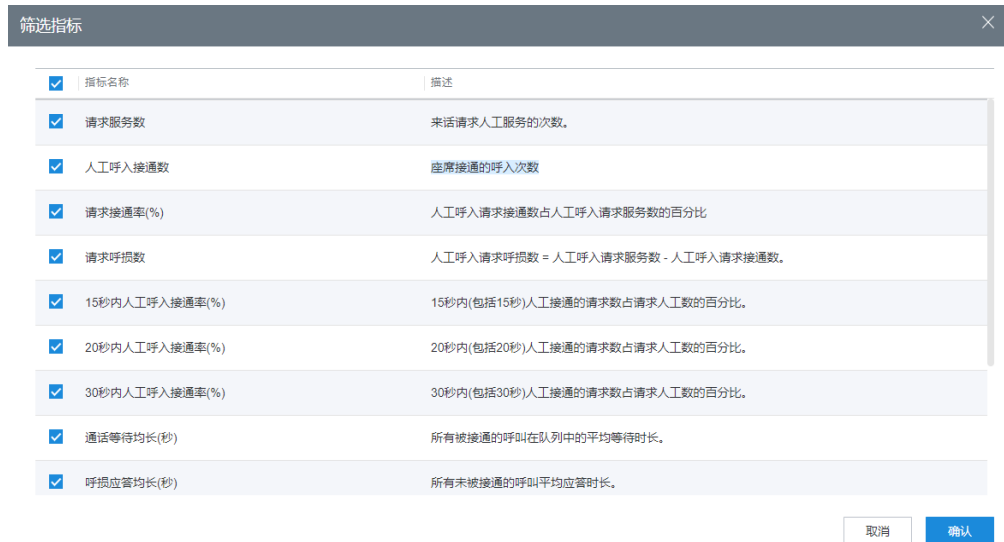 筛选指标
指标名称 描述
请求服务数 来话请求人工服务的次数。
人工呼入接通数 座席接通的呼入次数
请求接通率(%) 人工呼入请求接通数占人工呼入请求服务数的百分比
请求呼损数 人工呼入请求呼损数 = 人工呼入请求服务数 - 人工呼入请求接通数。
15秒内人工呼入接通率(%) 15秒内(包括15秒)人工接通的请求数占请求人工数的百分比。
20秒内人工呼入接通率(%) 20秒内(包括20秒)人工接通的请求数占请求人工数的百分比。
30秒内人工呼入接通率(%) 30秒内(包括30秒)人工接通的请求数占请求人工数的百分比。
通话等待均长(秒) 所有被接通的呼叫在队列中的平均等待时长。
呼损应答均长(秒) 所有未被接通的呼叫平均应答时长。
取消 确认